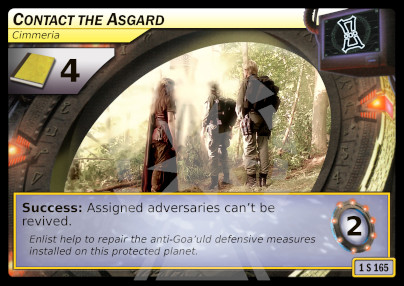 CONTACT THE ASGARD
Cimmeria
4
Success: Assigned adversaries can't be
revived.
Enlist help to repair the anti-Goa'uld defensive measures
installed on this protected planet.
2
1 S 165